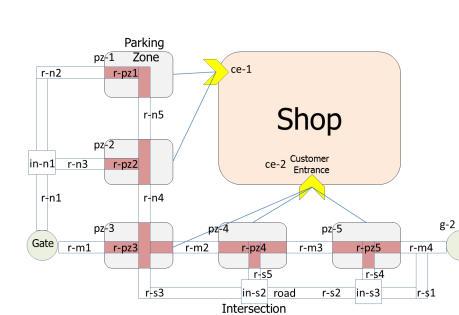 Parking
Zone
pz-1
r-n2
r-pz1
ce-1
r-n5
Shop
pz-2
in-n1
r-n3
r-pz2
ce-2
Customer
Entrance
r-n1
r-n4
pz-3
pz-4
pz-5
g-2
Gate
r-m1
r-pz3
r-m2
r-pz4
r-m3
r-pz5
r-m4
r-s5
r-s4
r-s3
in-s2
road
r-s2
in-s3
r-s1
Intersection